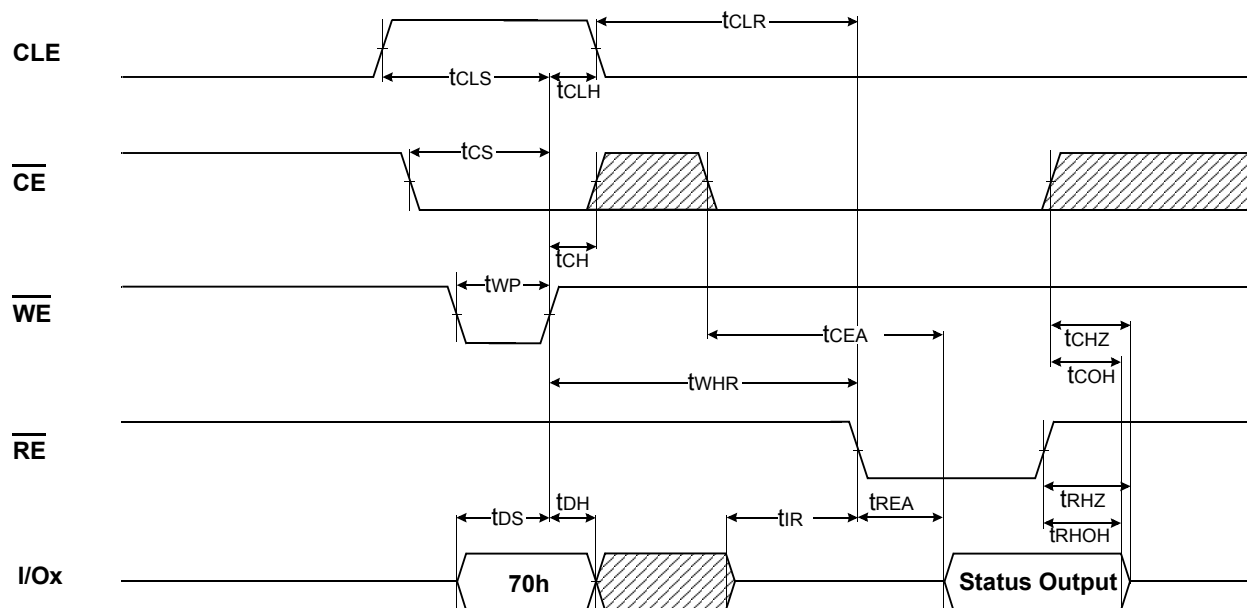 CLE
tCLR
tCLS
tCLH
CE
tCS
tCH
WE
tWP
tCEA
tCHZ
tCOH
tWHR
RE
tDS
tDH
tIR
tREA
tRHZ
tRHOH
I/Ox
70h
Status Output